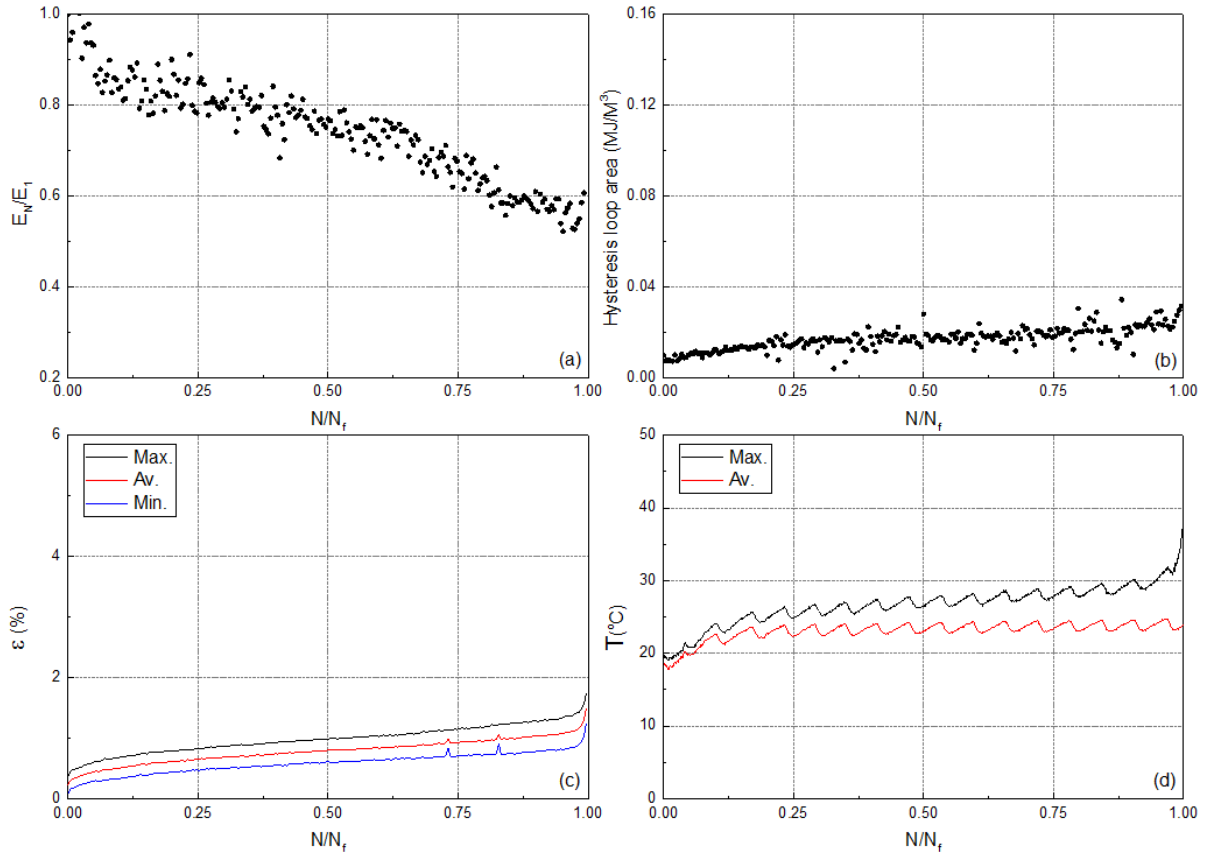 1.0
0.8
0.6
0.4
0.2
E_N/E_1
0.00 0.25 0.50 0.75 1.00
N/N_f
(a)
0.16
0.12
0.08
0.04
0.00
Hysteresis loop area (MJ/M³)
0.00 0.25 0.50 0.75 1.00
N/N_f
(b)
6
4
2
0
ε (%)
Max.
Av.
Min.
0.00 0.25 0.50 0.75 1.00
N/N_f
(c)
50
40
30
20
10
0
T(°C)
Max.
Av.
0.00 0.25 0.50 0.75 1.00
N/N_f
(d)